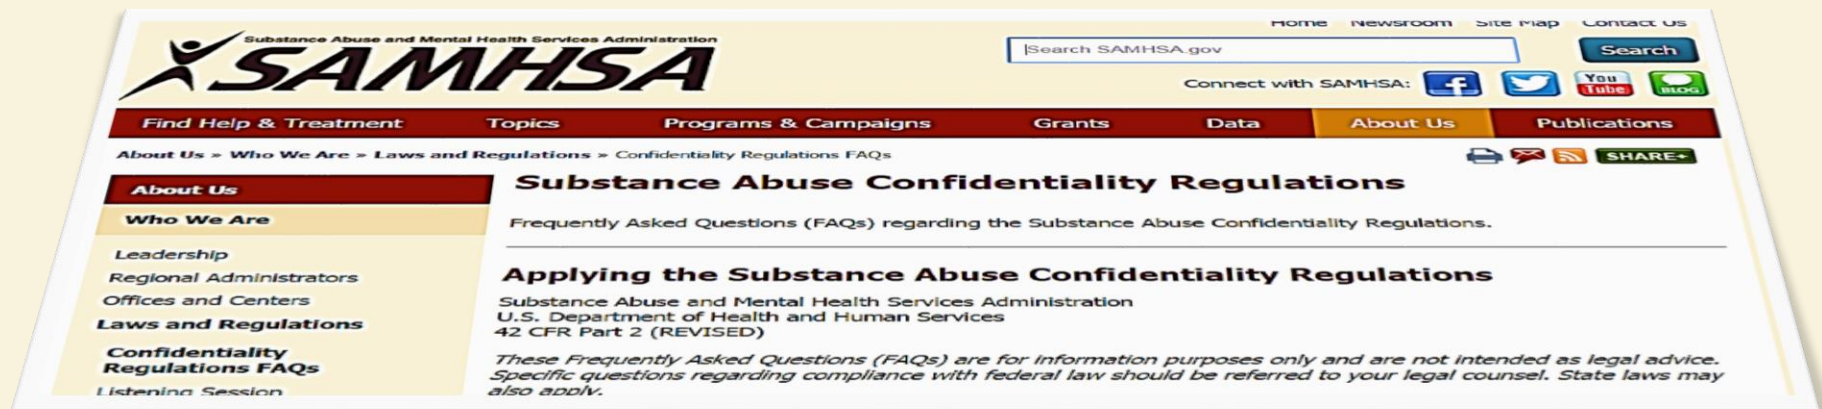 Home Newsroom Site Map Contact Us
Substance Abuse and Mental Health Services Administration
SAMHSA
Search SAMHSA.gov
Search
Connect with SAMHSA:
You Tube
BLOG
Find Help & Treatment Topics Programs & Campaigns Grants Data About Us Publications
About Us » Who We Are » Laws and Regulations » Confidentiality Regulations FAQs
SHARE+
About Us
Who We Are
Leadership
Regional Administrators
Offices and Centers
Laws and Regulations
Confidentiality
Regulations FAQs
Listening Session
Substance Abuse Confidentiality Regulations
Frequently Asked Questions (FAQs) regarding the Substance Abuse Confidentiality Regulations.
Applying the Substance Abuse Confidentiality Regulations
Substance Abuse and Mental Health Services Administration
U.S. Department of Health and Human Services
42 CFR Part 2 (REVISED)
These Frequently Asked Questions (FAQs) are for information purposes only and are not intended as legal advice.
Specific questions regarding compliance with federal law should be referred to your legal counsel. State laws may
also apply.